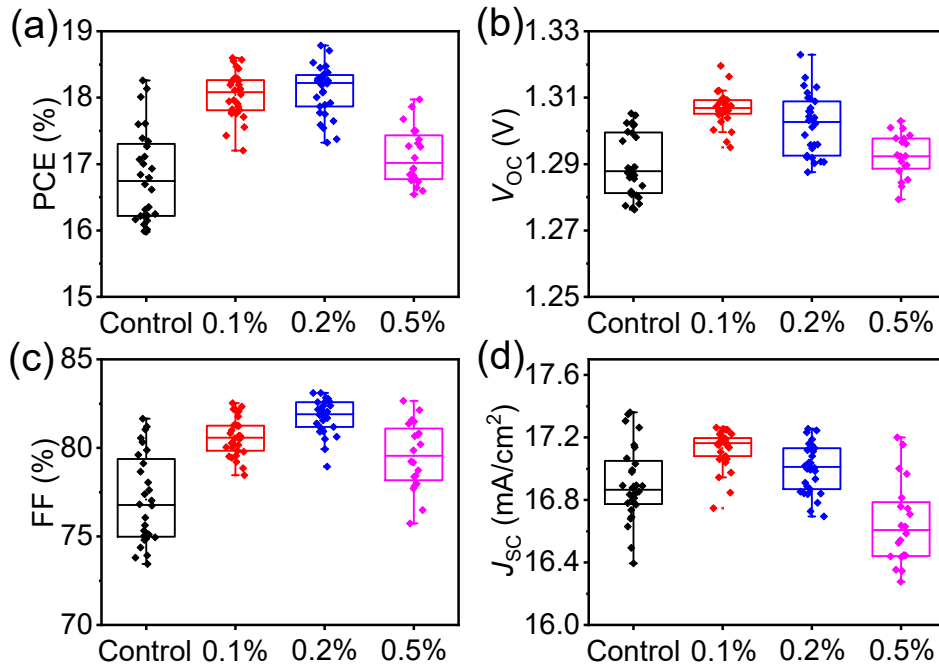 (a)
PCE (%)
19
18
17
16
15
Control 0.1% 0.2% 0.5%
(b)
VOC (V)
1.33
1.31
1.29
1.27
1.25
Control 0.1% 0.2% 0.5%
(c)
FF (%)
85
80
75
70
Control 0.1% 0.2% 0.5%
(d)
JSC (mA/cm²)
17.6
17.2
16.8
16.4
16.0
Control 0.1% 0.2% 0.5%